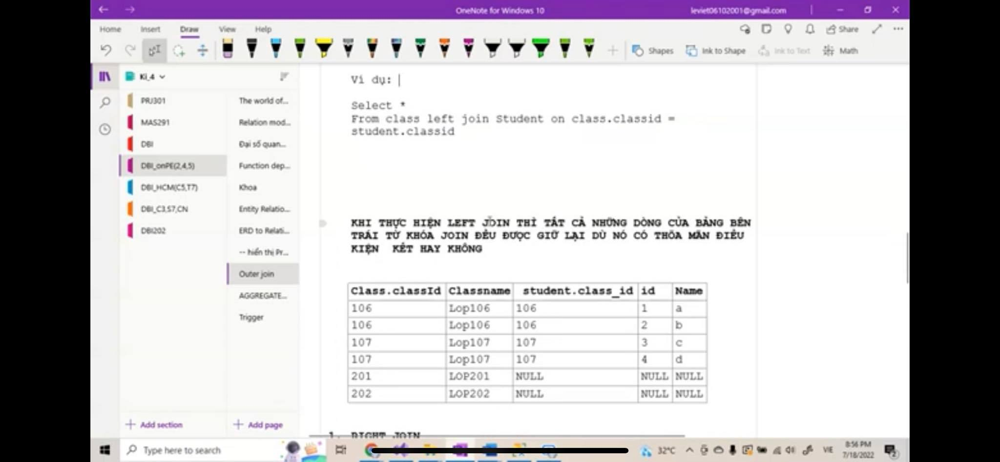 OneNote for Windows 10
leviet06102001@gmail.com
Home Insert Draw View Help
Share
Shapes Ink to Shape Ink to Text Math
Ki_4
PRJ301
MAS291
DBI
DBI_onPE(2,4,5)
DBI_HCM(C5,T7)
DBI_C3,S7,CN
DBI202
Add section
The world of...
Relation mod...
Đại số quan...
Function dep...
Khoa
Entity Relatio...
ERD to Relati...
-- hiển thị Pr...
Outer join
AGGREGATE...
Trigger
Add page
Ví dụ:
Select *
From class left join Student on class.classid =
student.classid
KHI THỰC HIỆN LEFT JOIN THÌ TẤT CẢ NHỮNG DÒNG CỦA BẢNG BÊN
TRÁI TỪ KHÓA JOIN ĐỀU ĐƯỢC GIỮ LẠI DÙ NÓ CÓ THÕA MÃN ĐIỀU
KIỆN KẾT HAY KHÔNG
Class.classId Classname student.class_id id Name
106 Lop106 106 1 a
106 Lop106 106 2 b
107 Lop107 107 3 c
107 Lop107 107 4 d
201 LOP201 NULL NULL NULL
202 LOP202 NULL NULL NULL
1. RIGHT JOIN
Type here to search
32°C
VIE
8:56 PM
7/18/2022
2